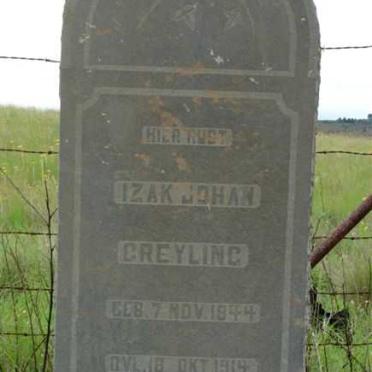 HIER RUST
IZAK JOHAN
GREYLING
GEB. 7 NOV. 1844
OVL. 18 OKT. 1914